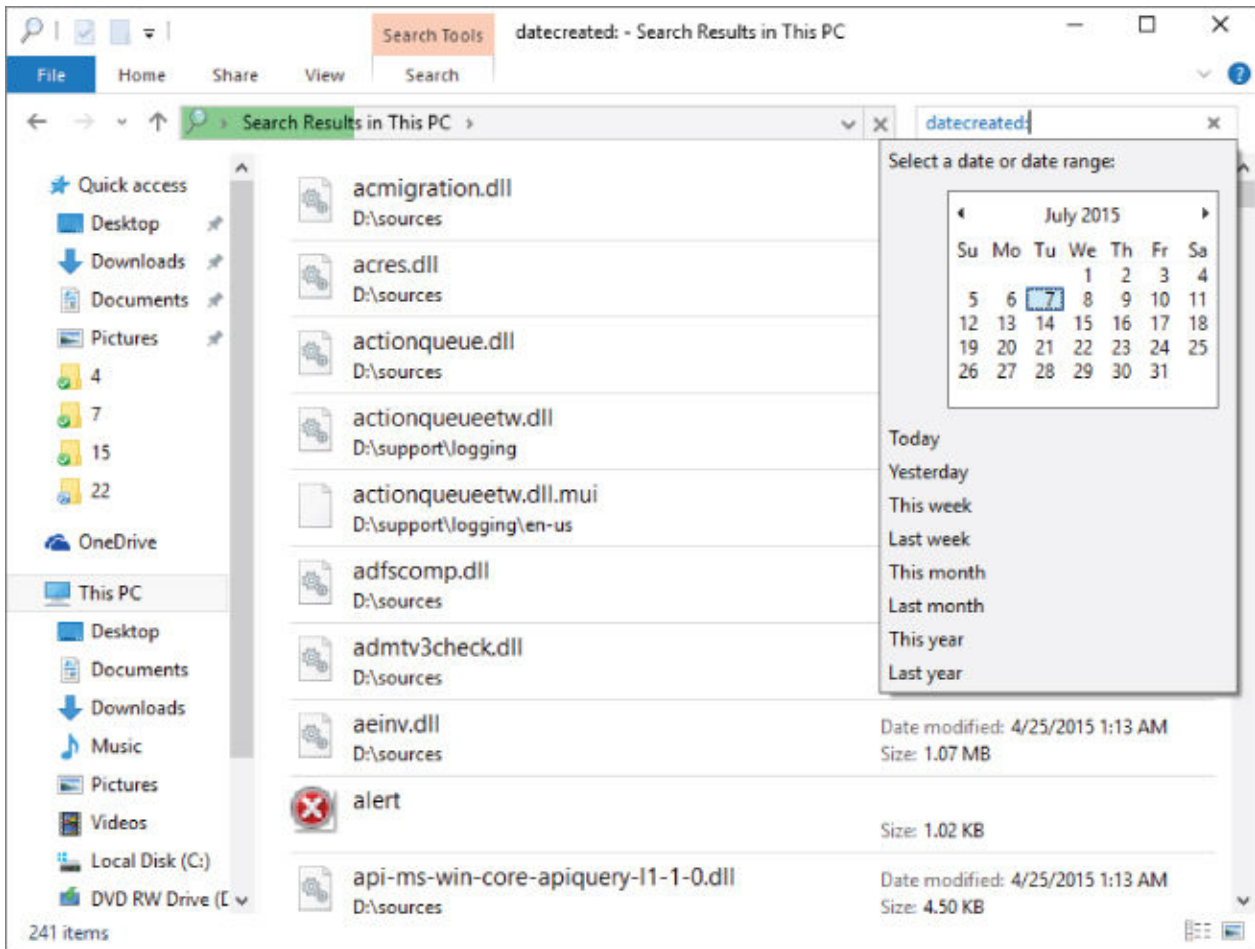 Search Tools
datecreated: - Search Results in This PC
File Home Share View Search
Search Results in This PC
datecreated:
Quick access
Desktop
Downloads
Documents
Pictures
4
7
15
22
OneDrive
This PC
Desktop
Documents
Downloads
Music
Pictures
Videos
Local Disk (C:)
DVD RW Drive (D
acmigration.dll
D:\sources
acres.dll
D:\sources
actionqueue.dll
D:\sources
actionqueueetw.dll
D:\support\logging
actionqueueetw.dll.mui
D:\support\logging\en-us
adfscomp.dll
D:\sources
admtv3check.dll
D:\sources
aeinv.dll
D:\sources
Date modified: 4/25/2015 1:13 AM
Size: 1.07 MB
alert
Size: 1.02 KB
api-ms-win-core-apiquery-l1-1-0.dll
D:\sources
Date modified: 4/25/2015 1:13 AM
Size: 4.50 KB
Select a date or date range:
July 2015
Su Mo Tu We Th Fr Sa
1 2 3 4
5 6 7 8 9 10 11
12 13 14 15 16 17 18
19 20 21 22 23 24 25
26 27 28 29 30 31
Today
Yesterday
This week
Last week
This month
Last month
This year
Last year
241 items